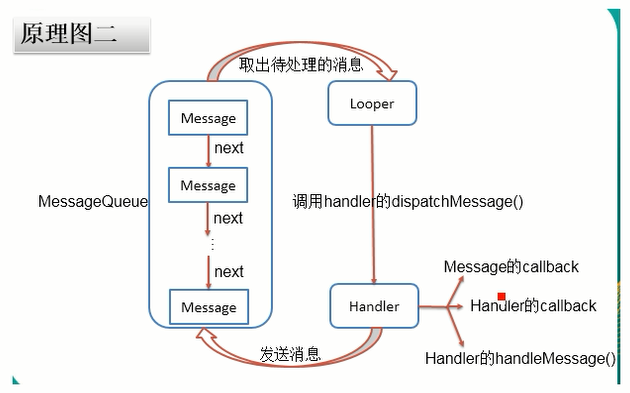 原理图二
取出待处理的消息
Message
Looper
next
Message
MessageQueue
调用handler的dispatchMessage()
next
next
Message的callback
Message
Handler
Handler的callback
发送消息
Handler的handleMessage()